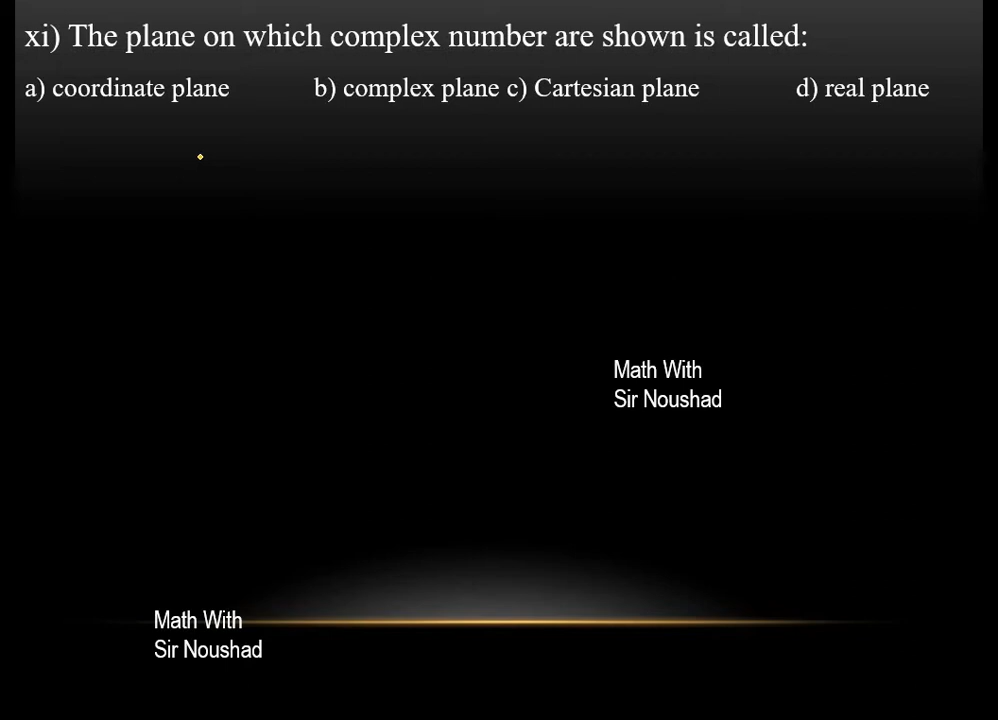 xi) The plane on which complex number are shown is called:
a) coordinate plane b) complex plane c) Cartesian plane d) real plane
Math With
Sir Noushad
Math With
Sir Noushad